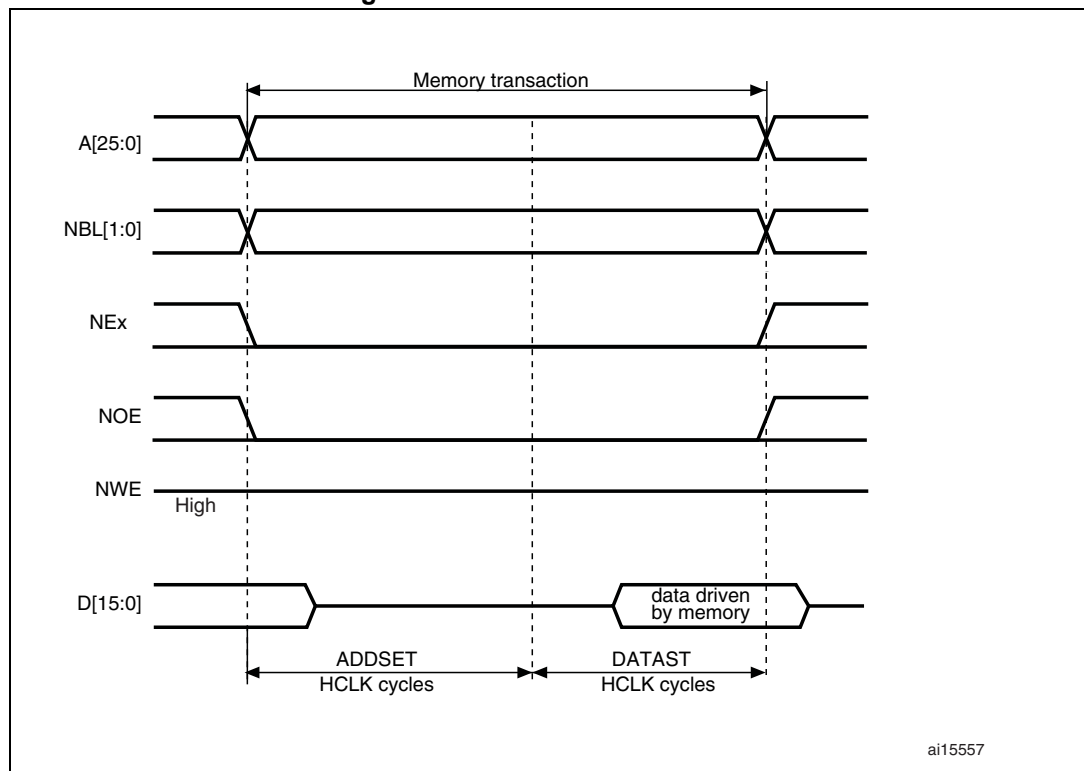 Memory transaction
A[25:0]
NBL[1:0]
NEx
NOE
NWE
High
D[15:0]
data driven
by memory
ADDSET
HCLK cycles
DATAST
HCLK cycles
ai15557